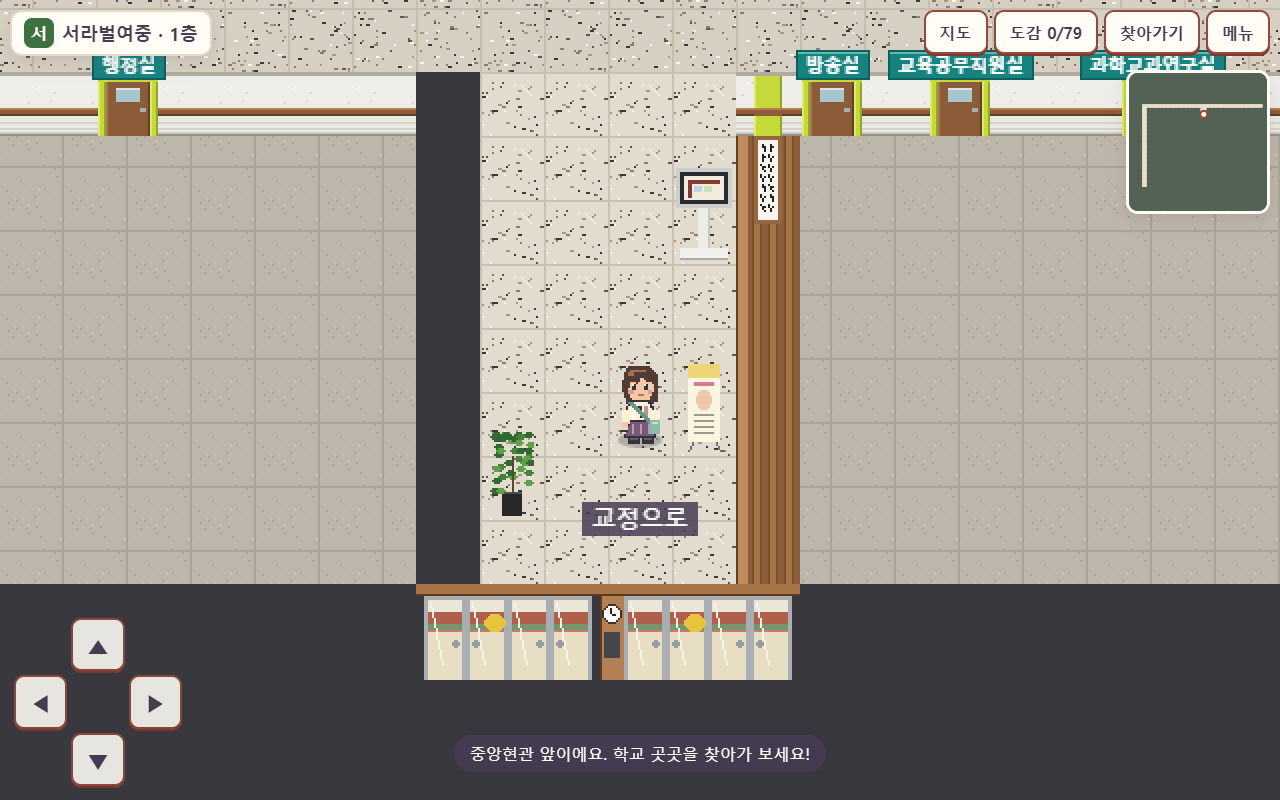 서 서라벌여중 · 1층
지도
도감 0/79
찾아가기
메뉴
행정실
방송실
교육공무직원실
과학교과연구실
교정으로
중앙현관 앞이에요. 학교 곳곳을 찾아가 보세요!